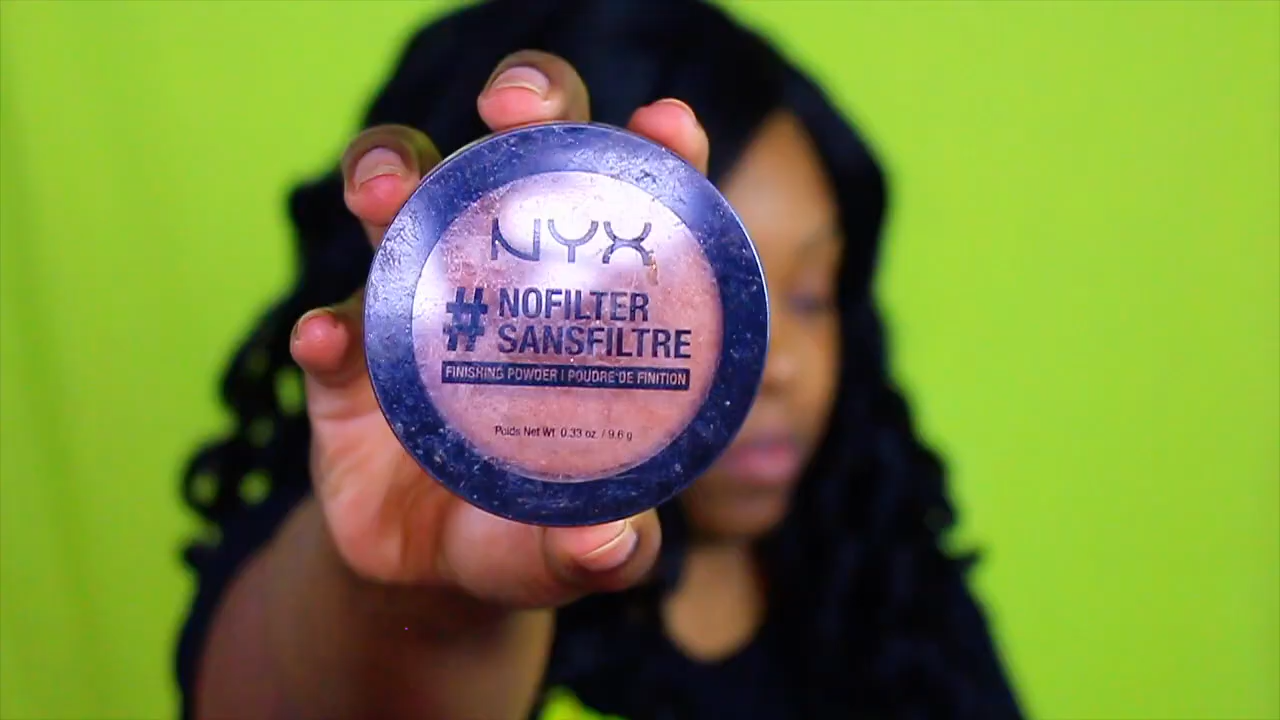 NYX
# NOFILTER
SANSFILTRE
FINISHING POWDER | POUDRE DE FINITION
Poids Net Wt. 0.33 oz. / 9.6 g